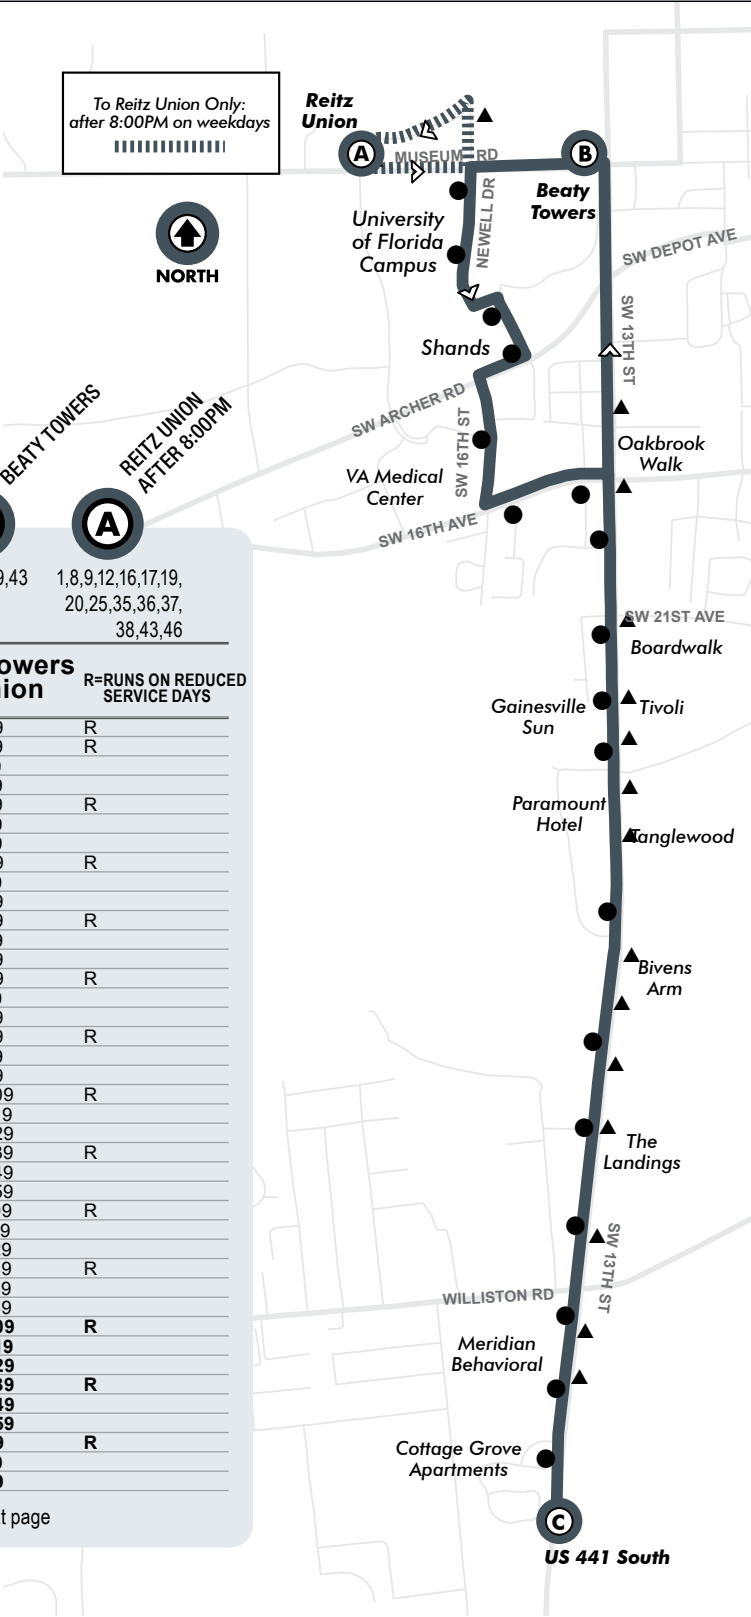 To Reitz Union Only:
after 8:00PM on weekdays
Reitz
Union
A
MUSEUM RD
B
Beaty
Towers
NORTH
University
of Florida
Campus
NEWELL DR
SW DEPOT AVE
SW 13TH ST
Shands
SW ARCHER RD
SW 16TH ST
Oakbrook
Walk
VA Medical
Center
SW 16TH AVE
SW 21ST AVE
Boardwalk
Gainesville
Sun
Tivoli
Paramount
Hotel
Tanglewood
Bivens
Arm
The
Landings
SW 13TH ST
WILLISTON RD
Meridian
Behavioral
Cottage Grove
Apartments
C
US 441 South
BEATY TOWERS
REITZ UNION
AFTER 8:00PM
A
9,43
1,8,9,12,16,17,19,
20,25,35,36,37,
38,43,46
owers
ion
R=RUNS ON REDUCED
SERVICE DAYS
R
R
R
R
R
R
R
R
R
R
R
R
R
R
t page